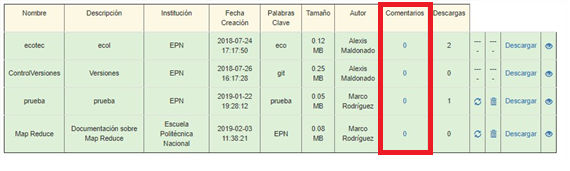 Nombre Descripción Institución Fecha Creación Palabras Clave Tamaño Autor Comentarios Descargas
ecotec ecol EPN 2018-07-24 17:17:50 eco 0.12 MB Alexis Maldonado 0 2 ---- ---- Descargar
ControlVersiones Versiones EPN 2018-07-26 16:17:28 git 0.25 MB Alexis Maldonado 0 0 ---- ---- Descargar
prueba prueba EPN 2019-01-22 19:28:12 prueba 0.05 MB Marco Rodríguez 0 1 Descargar
Map Reduce Documentación sobre Map Reduce Escuela Politécnica Nacional 2019-02-03 11:38:21 EPN 0.08 MB Marco Rodríguez 0 0 Descargar